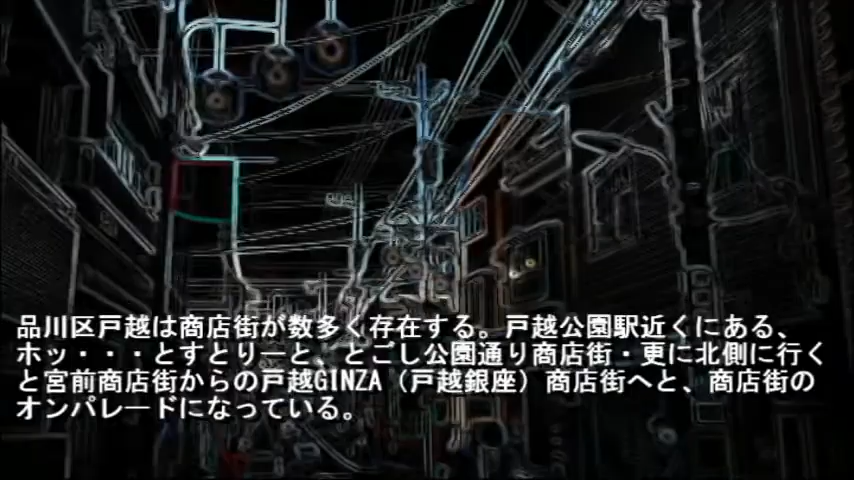 品川区戸越は商店街が数多く存在する。戸越公園駅近くにある、
ホッ・・・とすとりーと、とごし公園通り商店街・更に北側に行く
と宮前商店街からの戸越GINZA（戸越銀座）商店街へと、商店街の
オンパレードになっている。